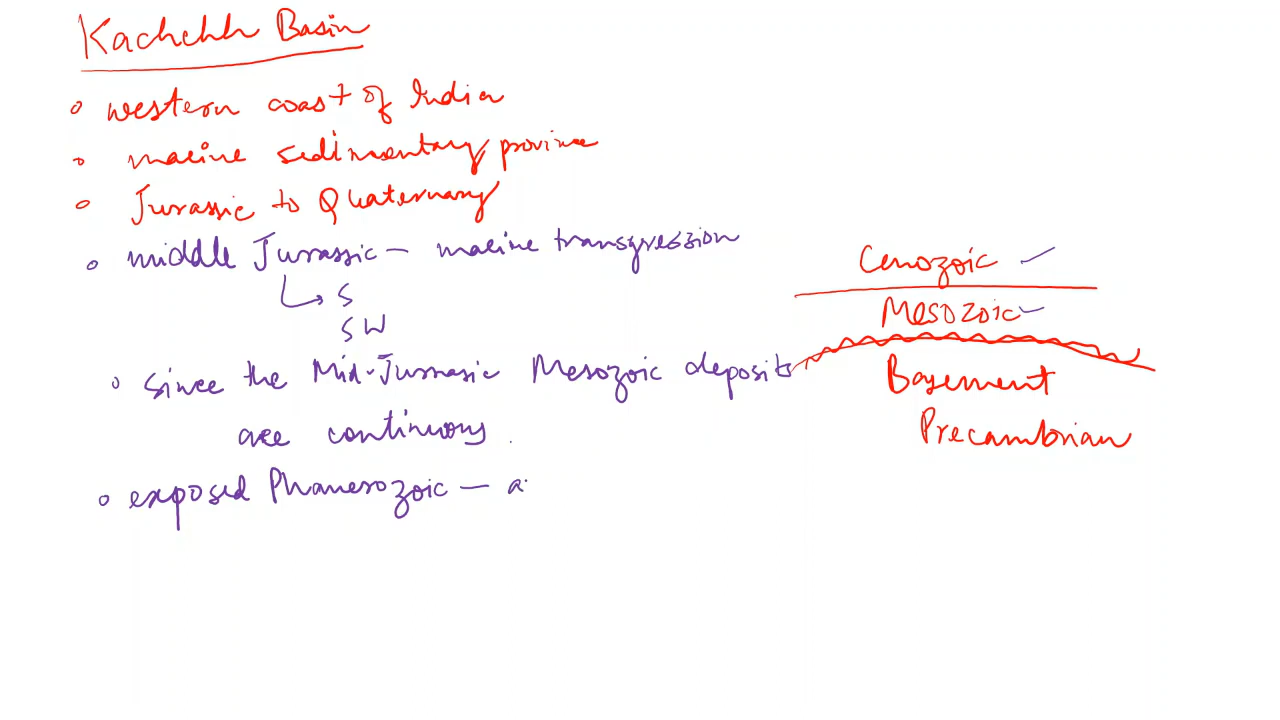 Kachchh Basin
western coast of India
marine sedimentary province
Jurassic to Quaternary
middle Jurassic – marine transgression
S
SW
since the Mid-Jurrasic Mesozoic deposits
are continuous
exposed Phanerozoic – a
Cenozoic
Mesozoic
Basement
Precambrian